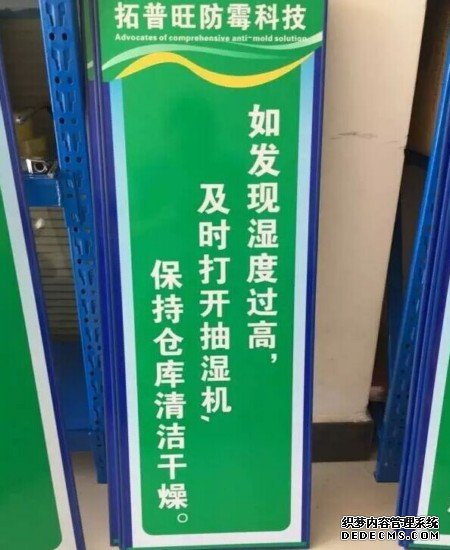 拓普旺防霉科技
Advocates of comprehensive anti-mold solution
如发现湿度过高，
及时打开抽湿机、
保持仓库清洁干燥。
织梦内容管理系统
DEDECMS.COM